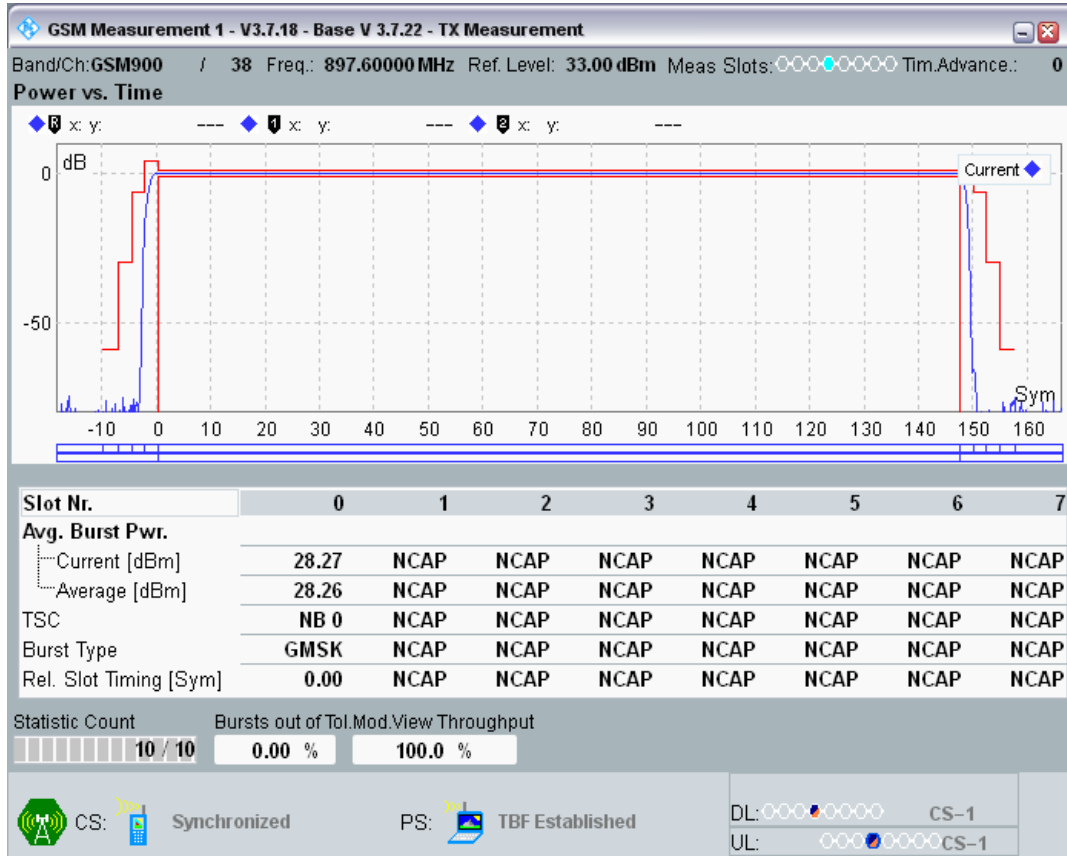 GSM Measurement 1 - V3.7.18 - Base V 3.7.22 - TX Measurement
Band/Ch:GSM900 / 38 Freq.: 897.60000 MHz Ref. Level: 33.00 dBm Meas Slots: Tim.Advance.: 0
Power vs. Time
R x: y: --- 1 x: y: --- 2 x: y: ---
dB
Current
0
-50
Sym
-10 0 10 20 30 40 50 60 70 80 90 100 110 120 130 140 150 160
Slot Nr. 0 1 2 3 4 5 6 7
Avg. Burst Pwr.
Current [dBm] 28.27 NCAP NCAP NCAP NCAP NCAP NCAP NCAP
Average [dBm] 28.26 NCAP NCAP NCAP NCAP NCAP NCAP NCAP
TSC NB 0 NCAP NCAP NCAP NCAP NCAP NCAP NCAP
Burst Type GMSK NCAP NCAP NCAP NCAP NCAP NCAP NCAP
Rel. Slot Timing [Sym] 0.00 NCAP NCAP NCAP NCAP NCAP NCAP NCAP
Statistic Count Bursts out of Tol. Mod.View Throughput
10 / 10 0.00 % 100.0 %
CS: Synchronized PS: TBF Established DL: CS-1
UL: CS-1